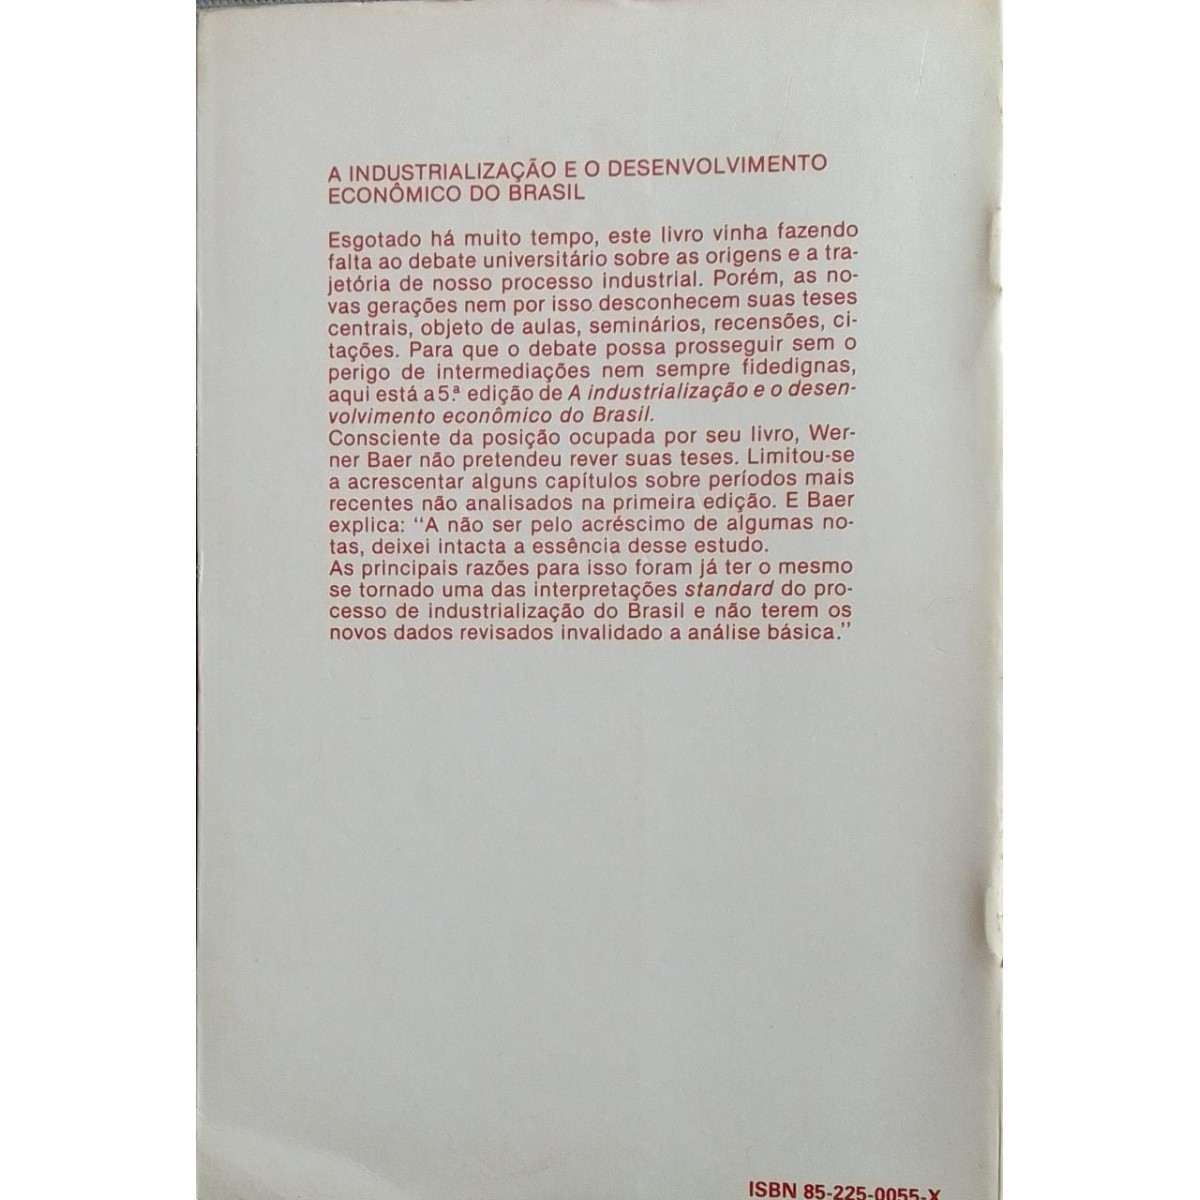 A INDUSTRIALIZAÇÃO E O DESENVOLVIMENTO
ECONÔMICO DO BRASIL
Esgotado há muito tempo, este livro vinha fazendo
falta ao debate universitário sobre as origens e a tra-
jetória de nosso processo industrial. Porém, as no-
vas gerações nem por isso desconhecem suas teses
centrais, objeto de aulas, seminários, recensões, ci-
tações. Para que o debate possa prosseguir sem o
perigo de intermediações nem sempre fidedignas,
aqui está a 5ª edição de A industrialização e o desen-
volvimento econômico do Brasil.
Consciente da posição ocupada por seu livro, Wer-
ner Baer não pretendeu rever suas teses. Limitou-se
a acrescentar alguns capítulos sobre períodos mais
recentes não analisados na primeira edição. E Baer
explica: "A não ser pelo acréscimo de algumas no-
tas, deixei intacta a essência desse estudo.
As principais razões para isso foram já ter o mesmo
se tornado uma das interpretações standard do pro-
cesso de industrialização do Brasil e não terem os
novos dados revisados invalidado a análise básica."
ISBN 85-225-0055-X